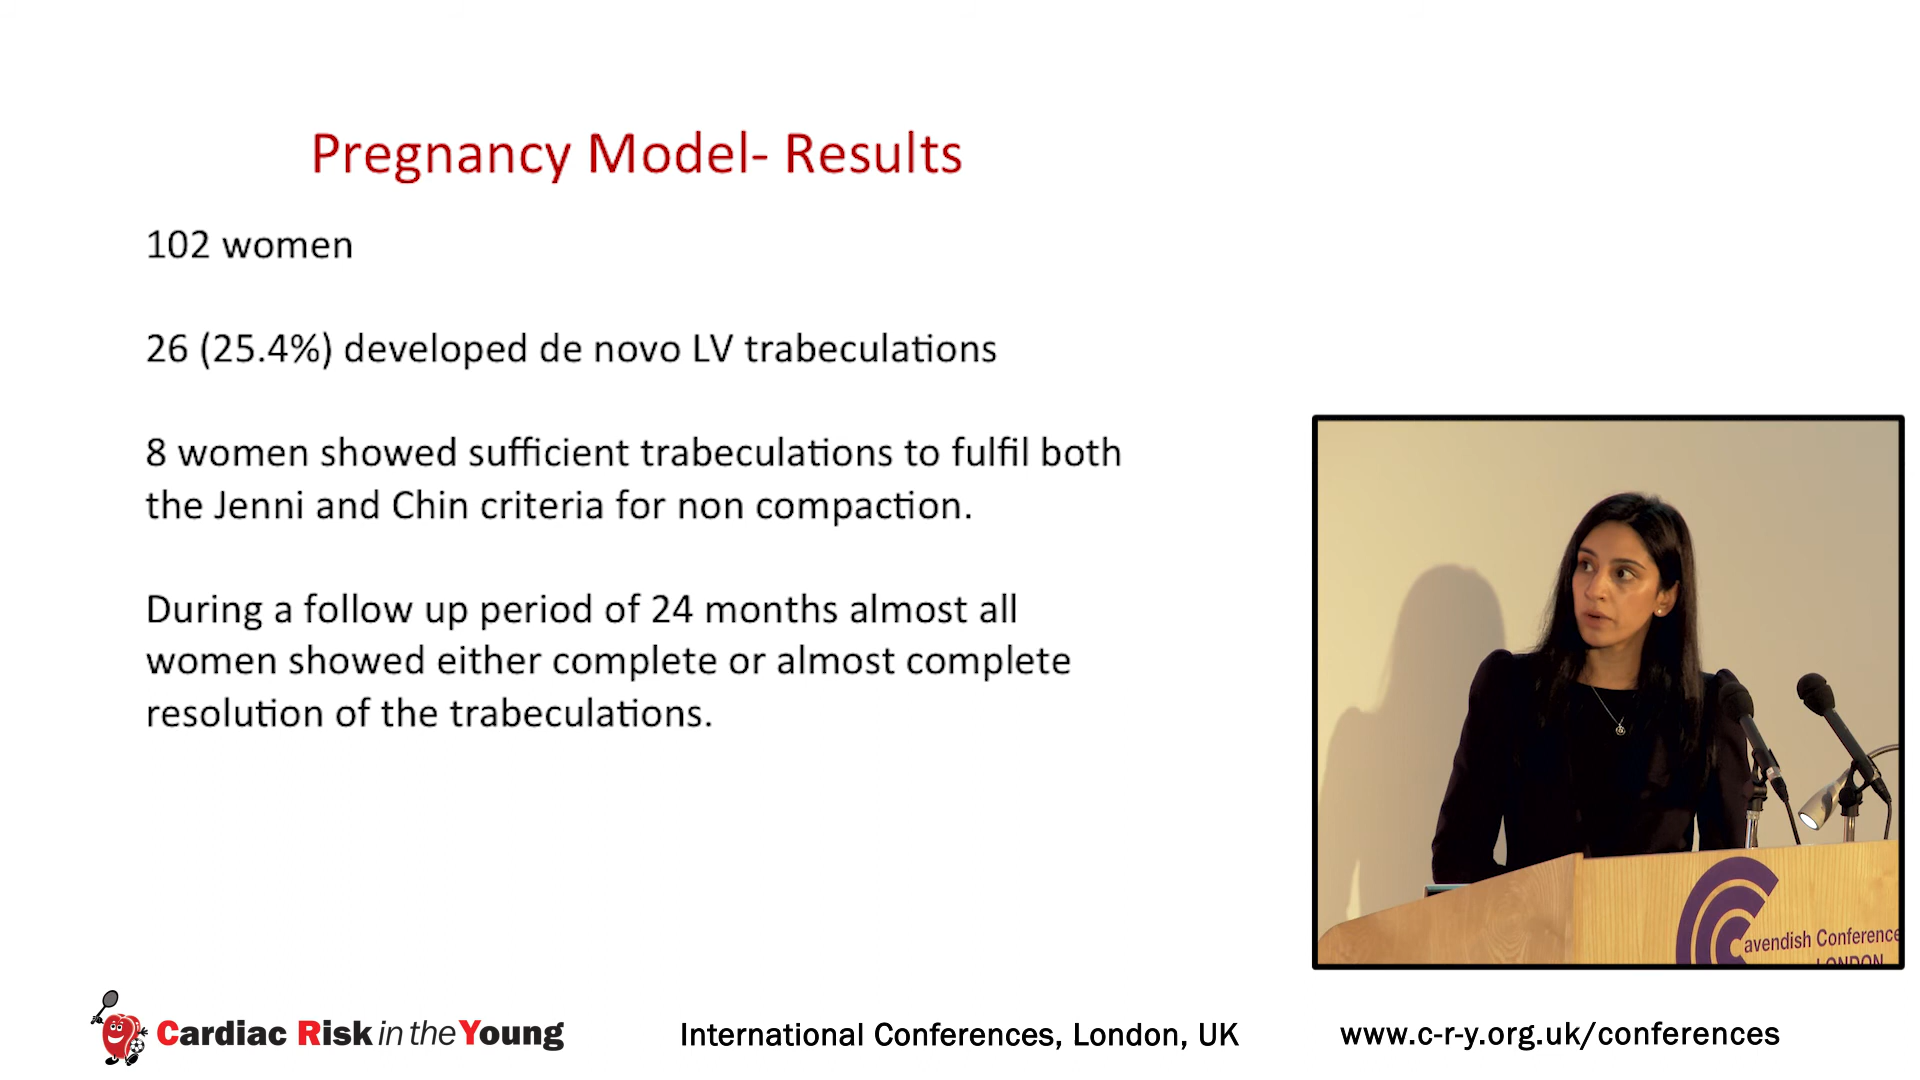 Pregnancy Model- Results
102 women
26 (25.4%) developed de novo LV trabeculations
8 women showed sufficient trabeculations to fulfil both
the Jenni and Chin criteria for non compaction.
During a follow up period of 24 months almost all
women showed either complete or almost complete
resolution of the trabeculations.
avendish Conference
LONDON
Cardiac Risk in the Young
International Conferences, London, UK
www.c-r-y.org.uk/conferences